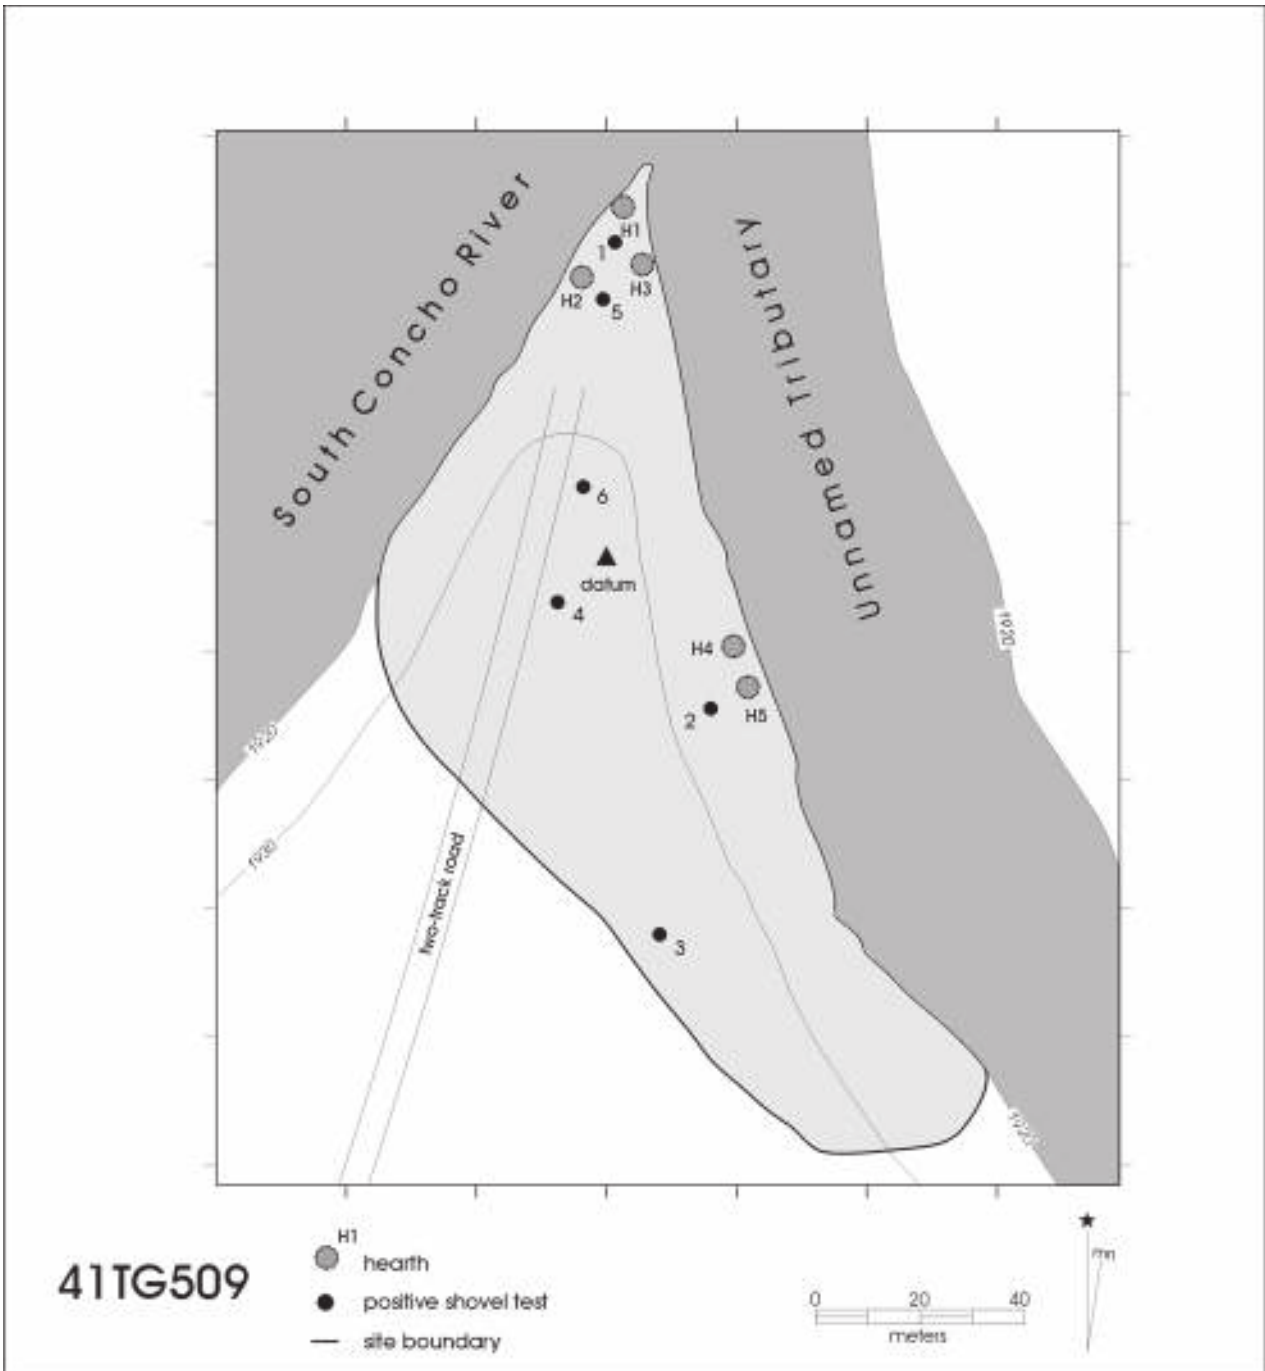 South Concho River
Unnamed Tributary
H1
1
H3
H2
5
6
datum
4
1920
H4
H5
2
1920
1930
two-track road
3
1920
H1
hearth
mn
41TG509
positive shovel test
0 20 40
meters
site boundary